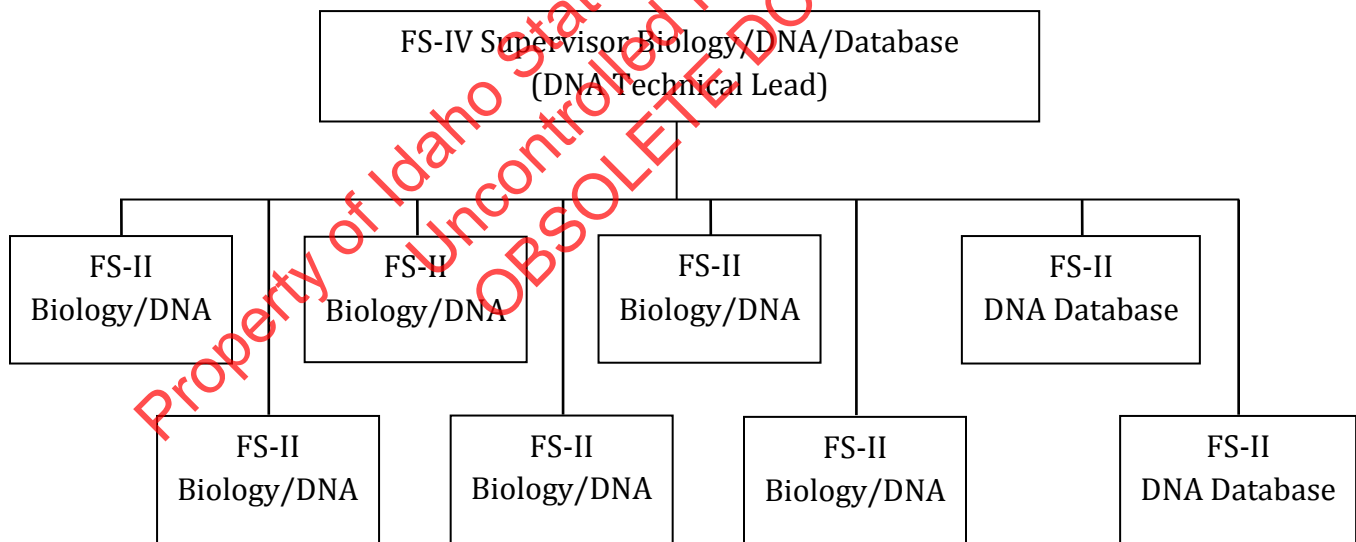 FS-IV Supervisor Biology/DNA/Database
(DNA Technical Lead)
FS-II
Biology/DNA
FS-II
Biology/DNA
FS-II
Biology/DNA
FS-II
DNA Database
FS-II
Biology/DNA
FS-II
Biology/DNA
FS-II
Biology/DNA
FS-II
DNA Database
Property of Idaho
Uncontrolled
OBSOLETE